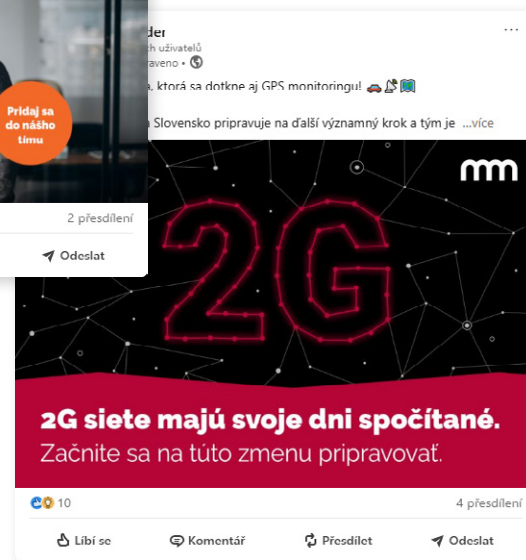 Pridaj sa
do nášho
tímu
2 přesdílení
Odeslat
der
uživatelů
raveno •
, ktorá sa dotkne aj GPS monitoringu!
Slovensko pripravuje na ďalší významný krok a tým je ...více
mm
2G
2G siete majú svoje dni spočítané.
Začnite sa na túto zmenu pripravovať.
10
4 přesdílení
Líbí se
Komentář
Přesdílet
Odeslat